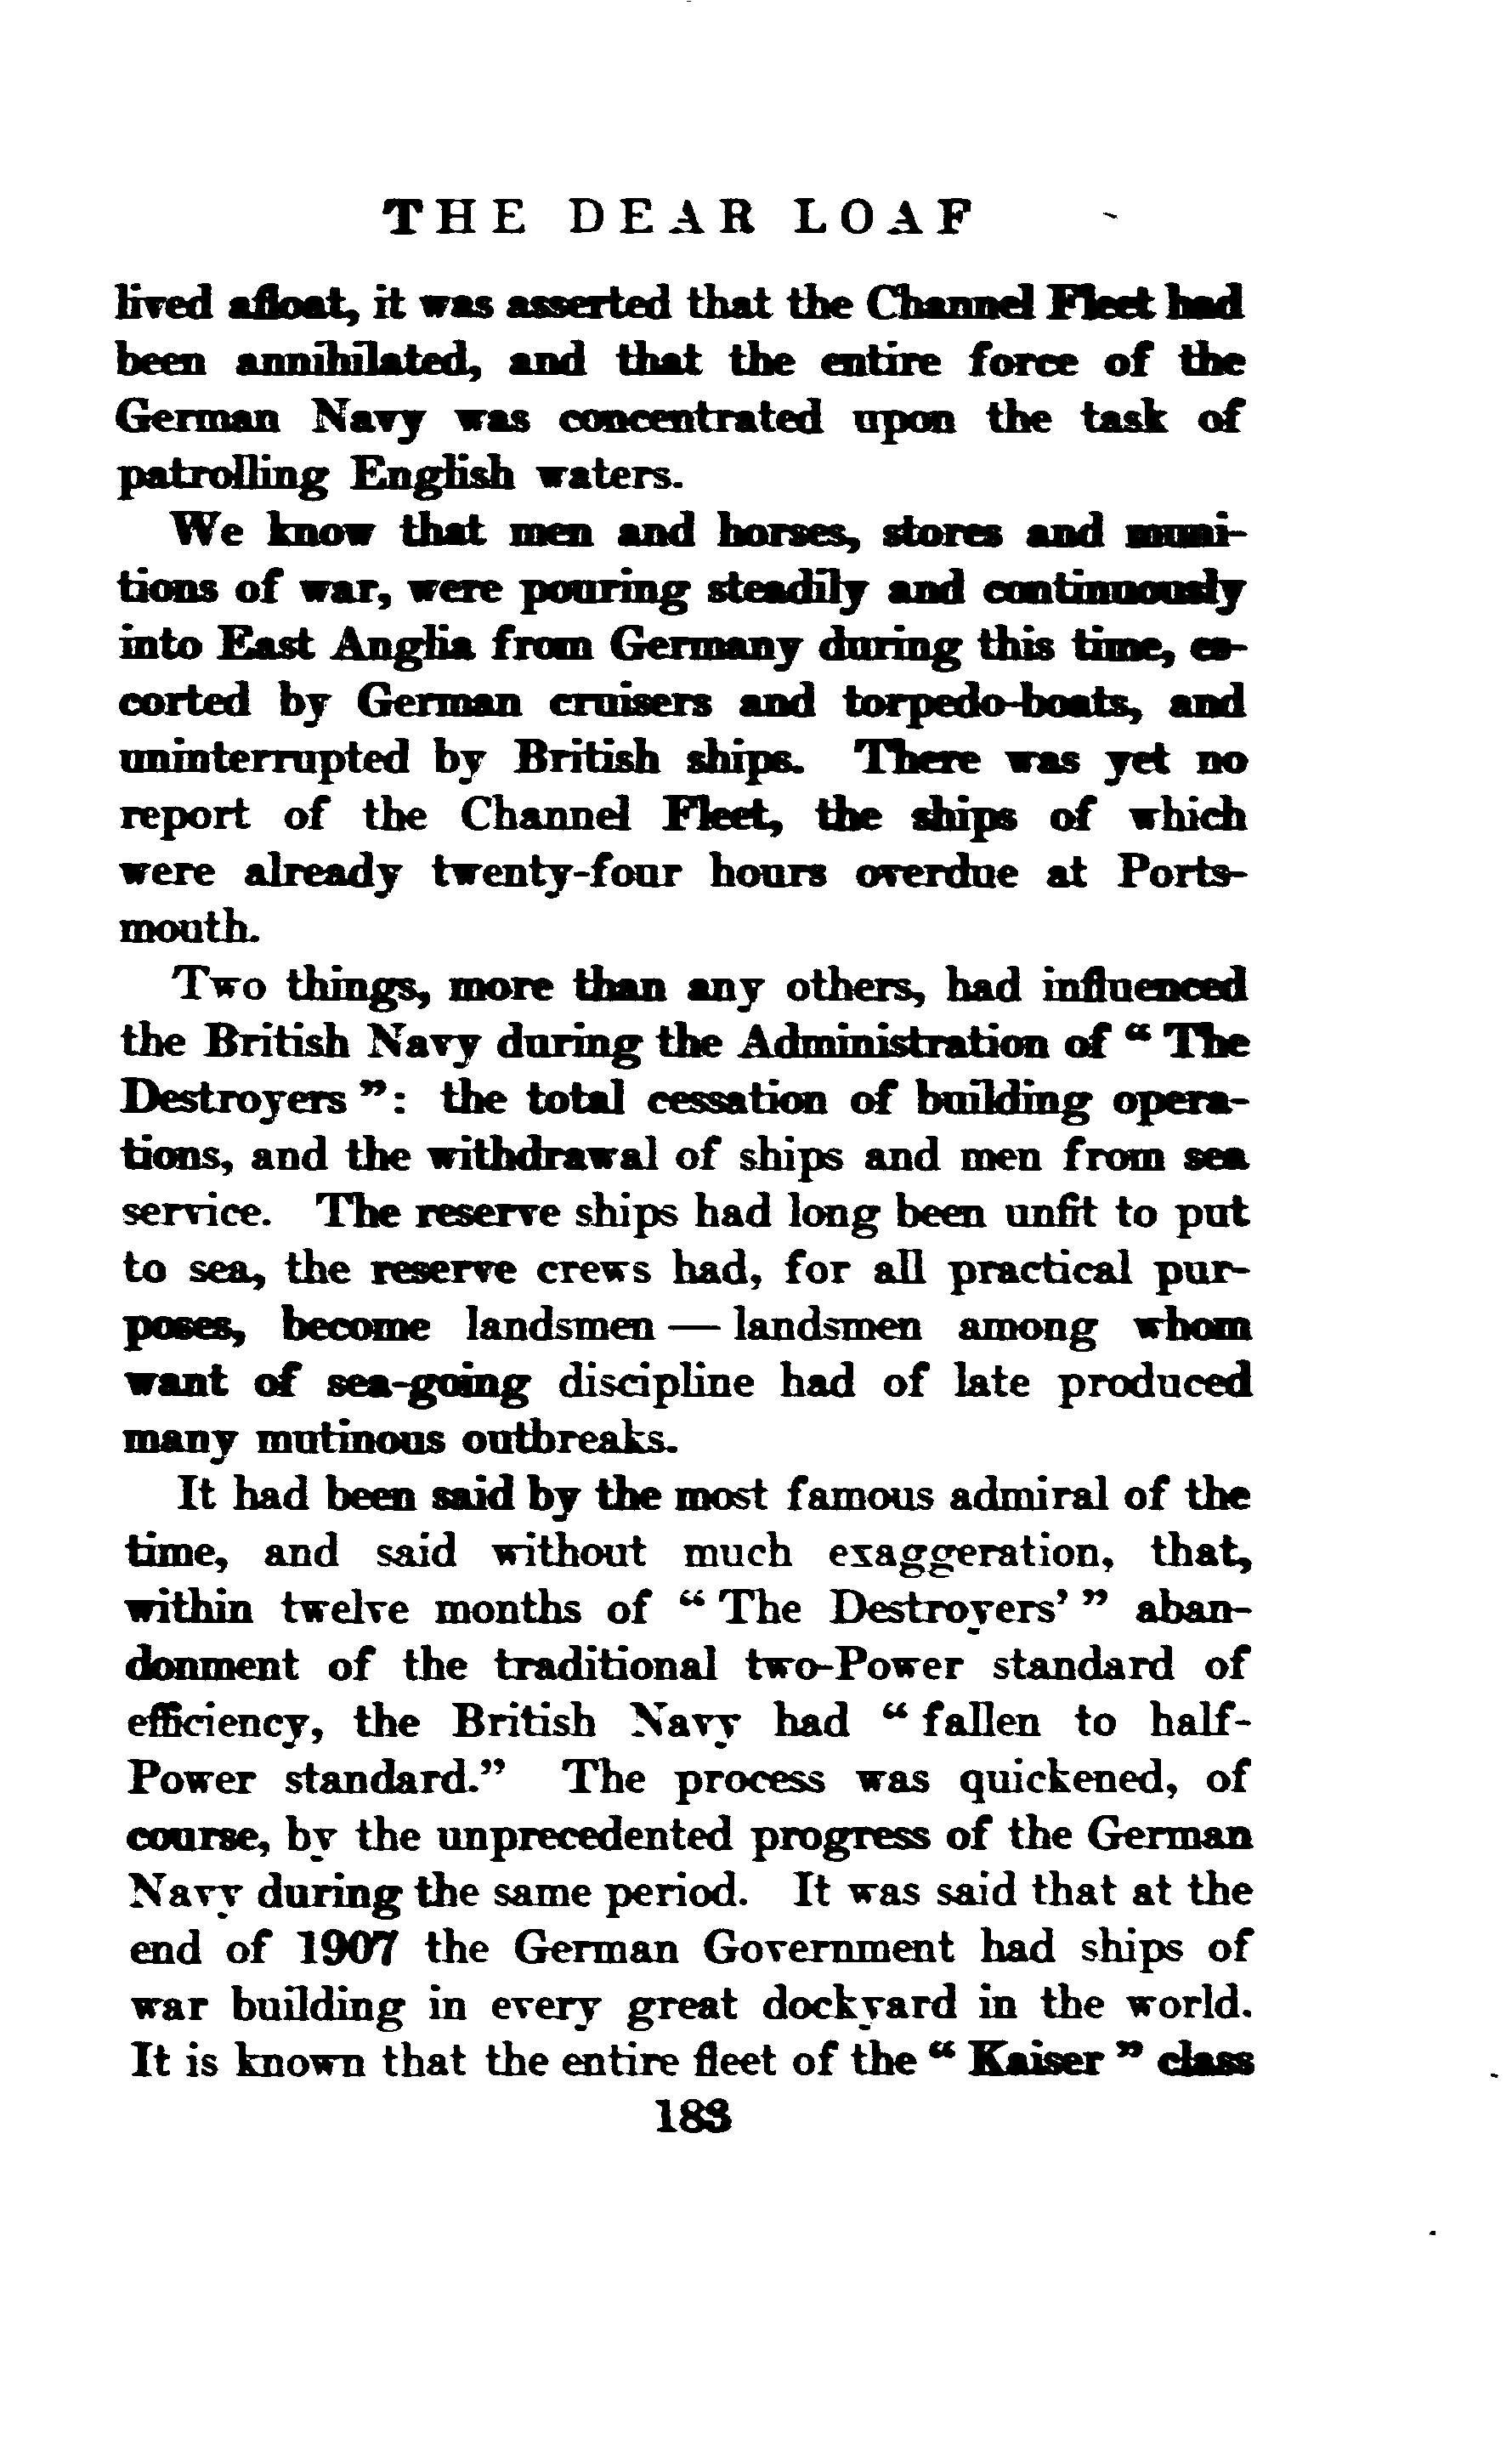 THE DEAR LOAF
lived afloat, it was asserted that the Channel Fleet had
been annihilated, and that the entire force of the
German Navy was concentrated upon the task of
patrolling English waters.
We know that men and horses, stores and muni-
tions of war, were pouring steadily and continuously
into East Anglia from Germany during this time, es-
corted by German cruisers and torpedo-boats, and
uninterrupted by British ships. There was yet no
report of the Channel Fleet, the ships of which
were already twenty-four hours overdue at Ports-
mouth.
Two things, more than any others, had influenced
the British Navy during the Administration of “ The
Destroyers ”: the total cessation of building opera-
tions, and the withdrawal of ships and men from sea
service. The reserve ships had long been unfit to put
to sea, the reserve crews had, for all practical pur-
poses, become landsmen — landsmen among whom
want of sea-going discipline had of late produced
many mutinous outbreaks.
It had been said by the most famous admiral of the
time, and said without much exaggeration, that,
within twelve months of “ The Destroyers’ ” aban-
donment of the traditional two-Power standard of
efficiency, the British Navy had “ fallen to half-
Power standard.” The process was quickened, of
course, by the unprecedented progress of the German
Navy during the same period. It was said that at the
end of 1907 the German Government had ships of
war building in every great dockyard in the world.
It is known that the entire fleet of the “ Kaiser ” class
183